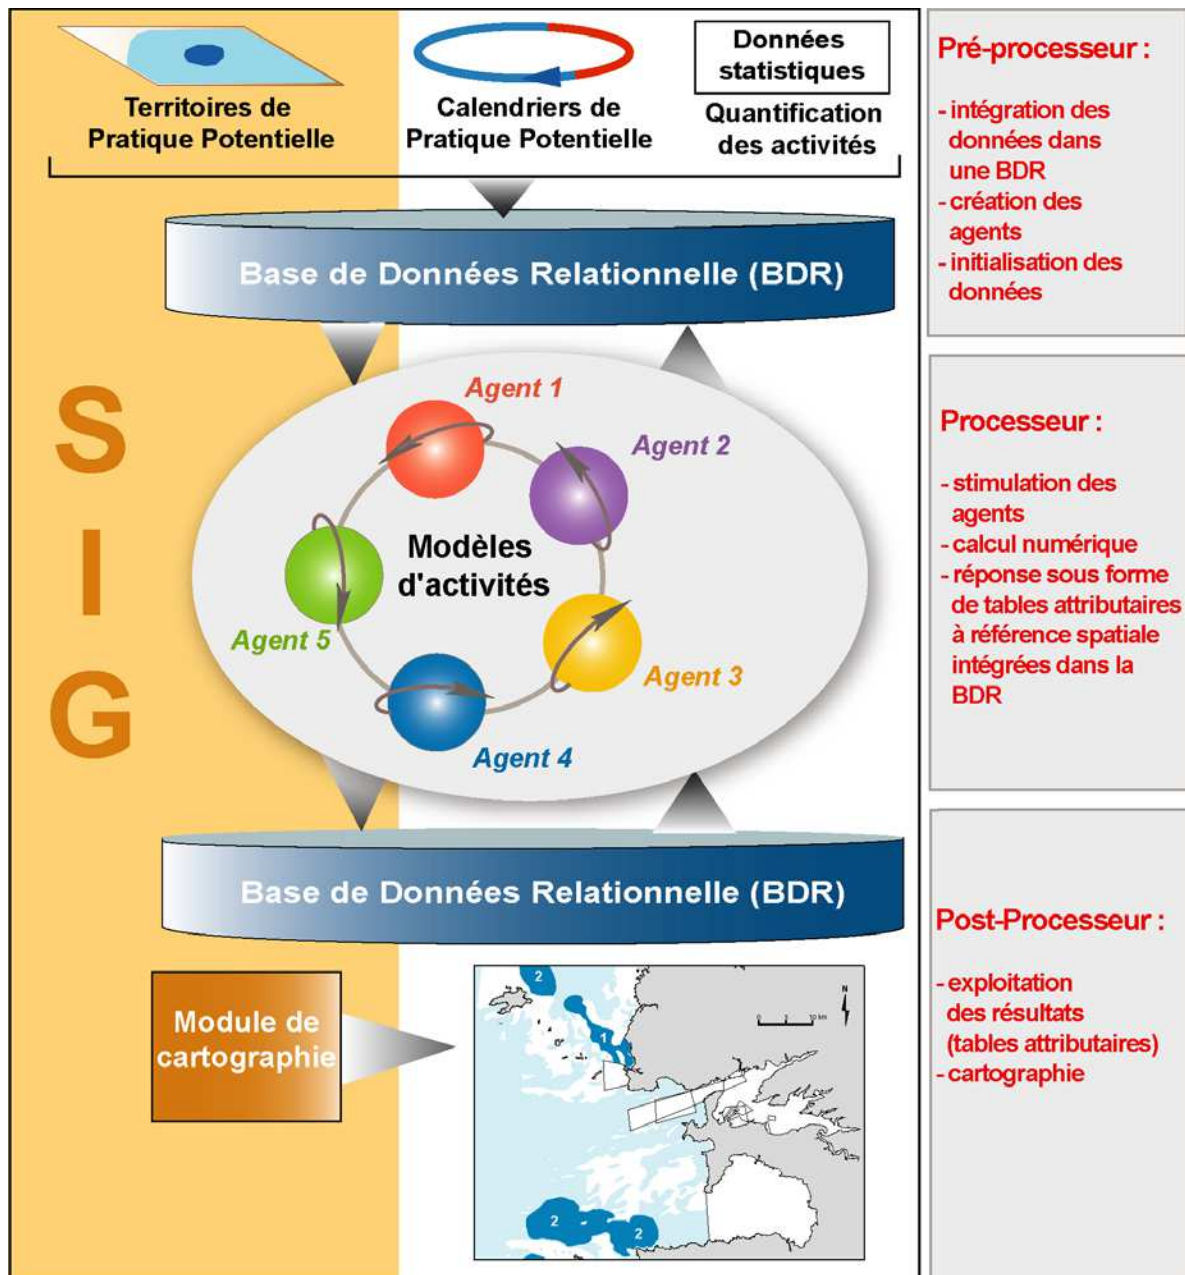 Territoires de
Pratique Potentielle
Calendriers de
Pratique Potentielle
Données
statistiques
Quantification
des activités
Base de Données Relationnelle (BDR)
S
I
G
Agent 1
Agent 2
Modèles
d'activités
Agent 5
Agent 3
Agent 4
Base de Données Relationnelle (BDR)
Module de
cartographie
2
1
N
0 10 km
2
2
Pré-processeur :
- intégration des
données dans
une BDR
- création des
agents
- initialisation des
données
Processeur :
- stimulation des
agents
- calcul numérique
- réponse sous forme
de tables attributaires
à référence spatiale
intégrées dans la
BDR
Post-Processeur :
- exploitation
des résultats
(tables attributaires)
- cartographie